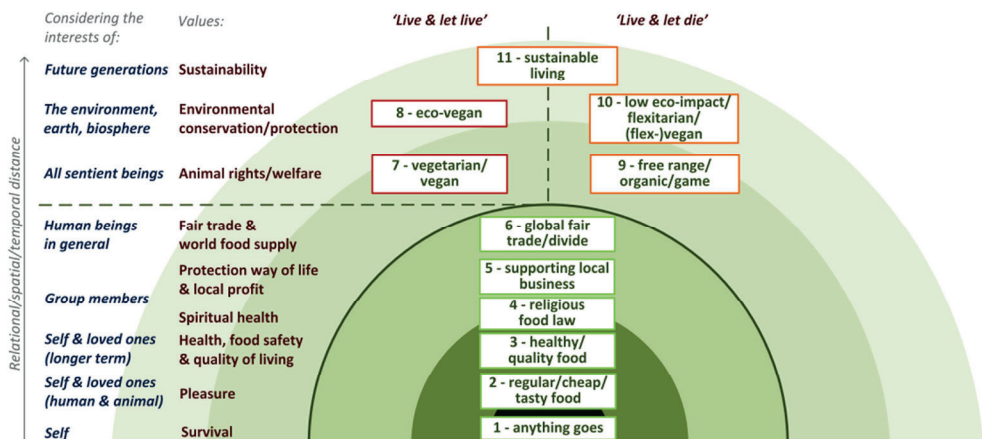 Considering the
interests of:
Values:
‘Live & let live’
‘Live & let die’
Relational/spatial/temporal distance
Future generations
Sustainability
11 - sustainable
living
The environment,
earth, biosphere
Environmental
conservation/protection
8 - eco-vegan
10 - low eco-impact/
flexitarian/
(flex-)vegan
All sentient beings
Animal rights/welfare
7 - vegetarian/
vegan
9 - free range/
organic/game
Human beings
in general
Fair trade &
world food supply
6 - global fair
trade/divide
Group members
Protection way of life
& local profit
5 - supporting local
business
Spiritual health
4 - religious
food law
Self & loved ones
(longer term)
Health, food safety
& quality of living
3 - healthy/
quality food
Self & loved ones
(human & animal)
Pleasure
2 - regular/cheap/
tasty food
Self
Survival
1 - anything goes